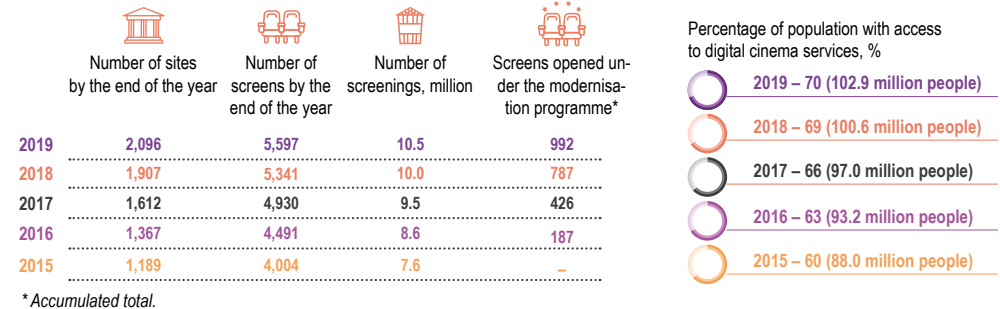 Number of sites
by the end of the year
Number of
screens by the
end of the year
Number of
screenings, million
Screens opened un-
der the modernisa-
tion programme*
2019 2,096 5,597 10.5 992
2018 1,907 5,341 10.0 787
2017 1,612 4,930 9.5 426
2016 1,367 4,491 8.6 187
2015 1,189 4,004 7.6 –
* Accumulated total.
Percentage of population with access
to digital cinema services, %
2019 – 70 (102.9 million people)
2018 – 69 (100.6 million people)
2017 – 66 (97.0 million people)
2016 – 63 (93.2 million people)
2015 – 60 (88.0 million people)